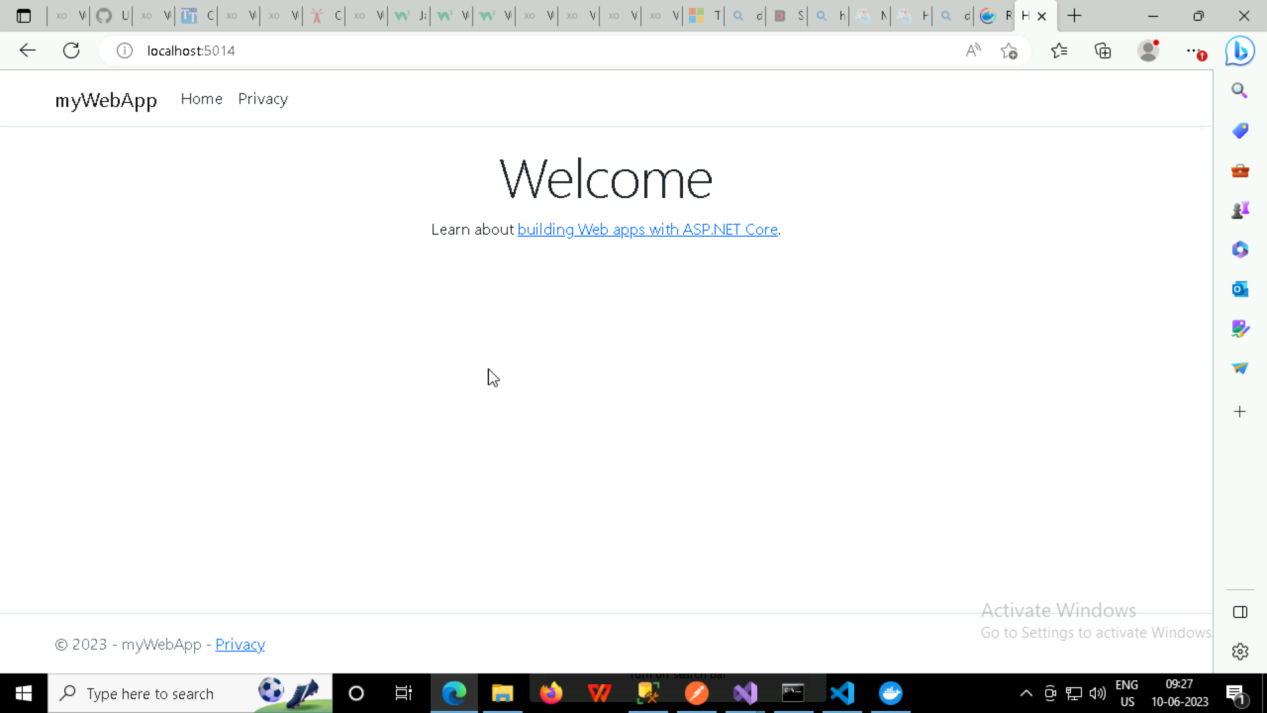 localhost:5014
myWebApp Home Privacy
Welcome
Learn about building Web apps with ASP.NET Core.
Activate Windows
Go to Settings to activate Windows.
© 2023 - myWebApp - Privacy
Type here to search
ENG
US
09:27
10-06-2023
1